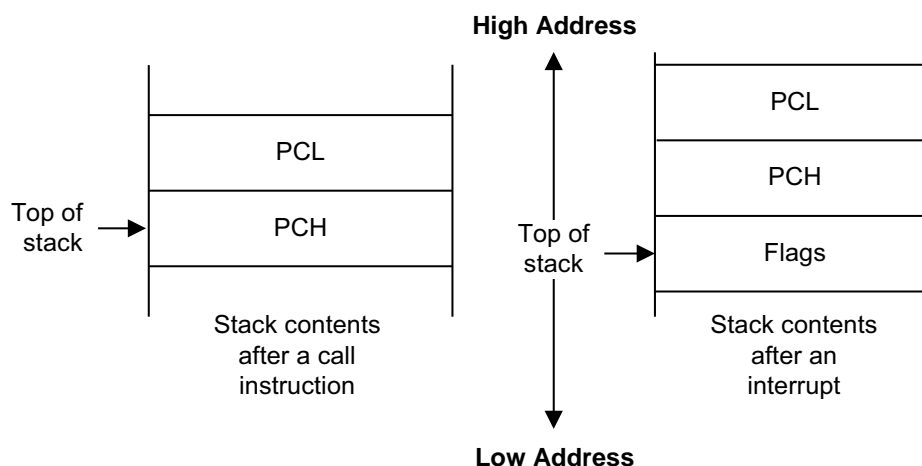 High Address
PCL
PCH
Top of
stack
Stack contents
after a call
instruction
PCL
PCH
Flags
Top of
stack
Stack contents
after an
interrupt
Low Address